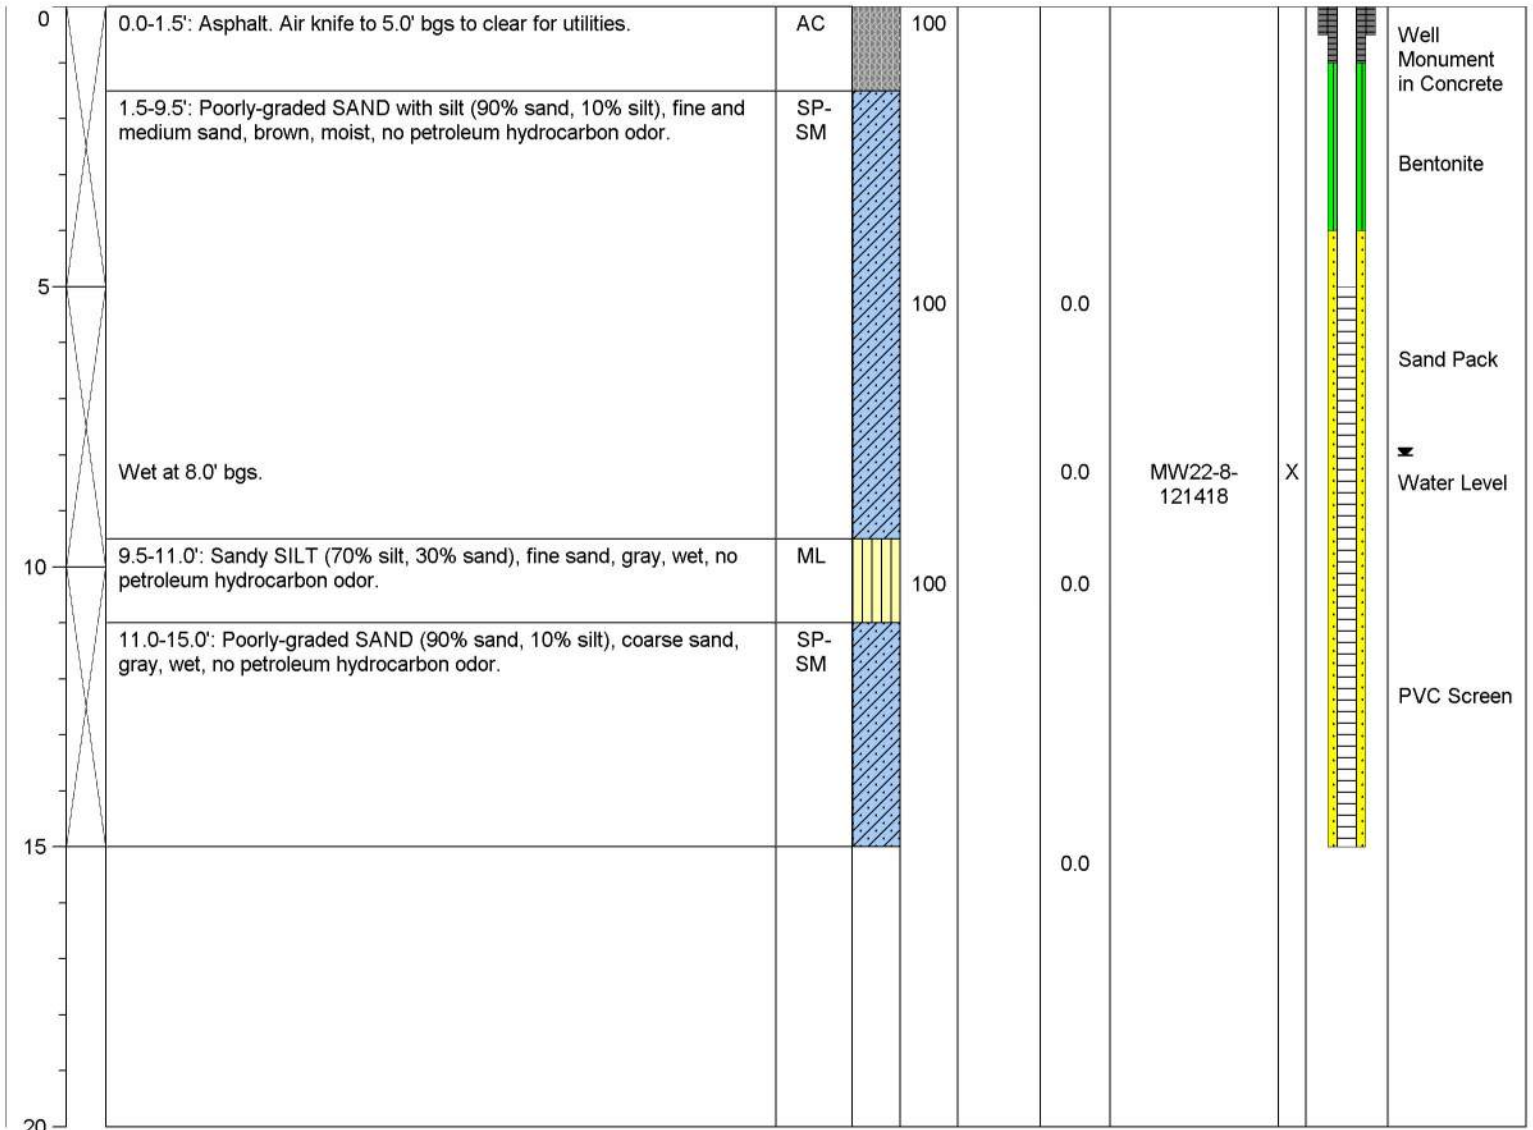 0
0.0-1.5': Asphalt. Air knife to 5.0' bgs to clear for utilities.
AC
100
Well
Monument
in Concrete
1.5-9.5': Poorly-graded SAND with silt (90% sand, 10% silt), fine and
medium sand, brown, moist, no petroleum hydrocarbon odor.
SP-
SM
Bentonite
5
100
0.0
Sand Pack
Wet at 8.0' bgs.
0.0
MW22-8-
121418
X
Water Level
9.5-11.0': Sandy SILT (70% silt, 30% sand), fine sand, gray, wet, no
petroleum hydrocarbon odor.
ML
10
100
0.0
11.0-15.0': Poorly-graded SAND (90% sand, 10% silt), coarse sand,
gray, wet, no petroleum hydrocarbon odor.
SP-
SM
PVC Screen
15
0.0
20